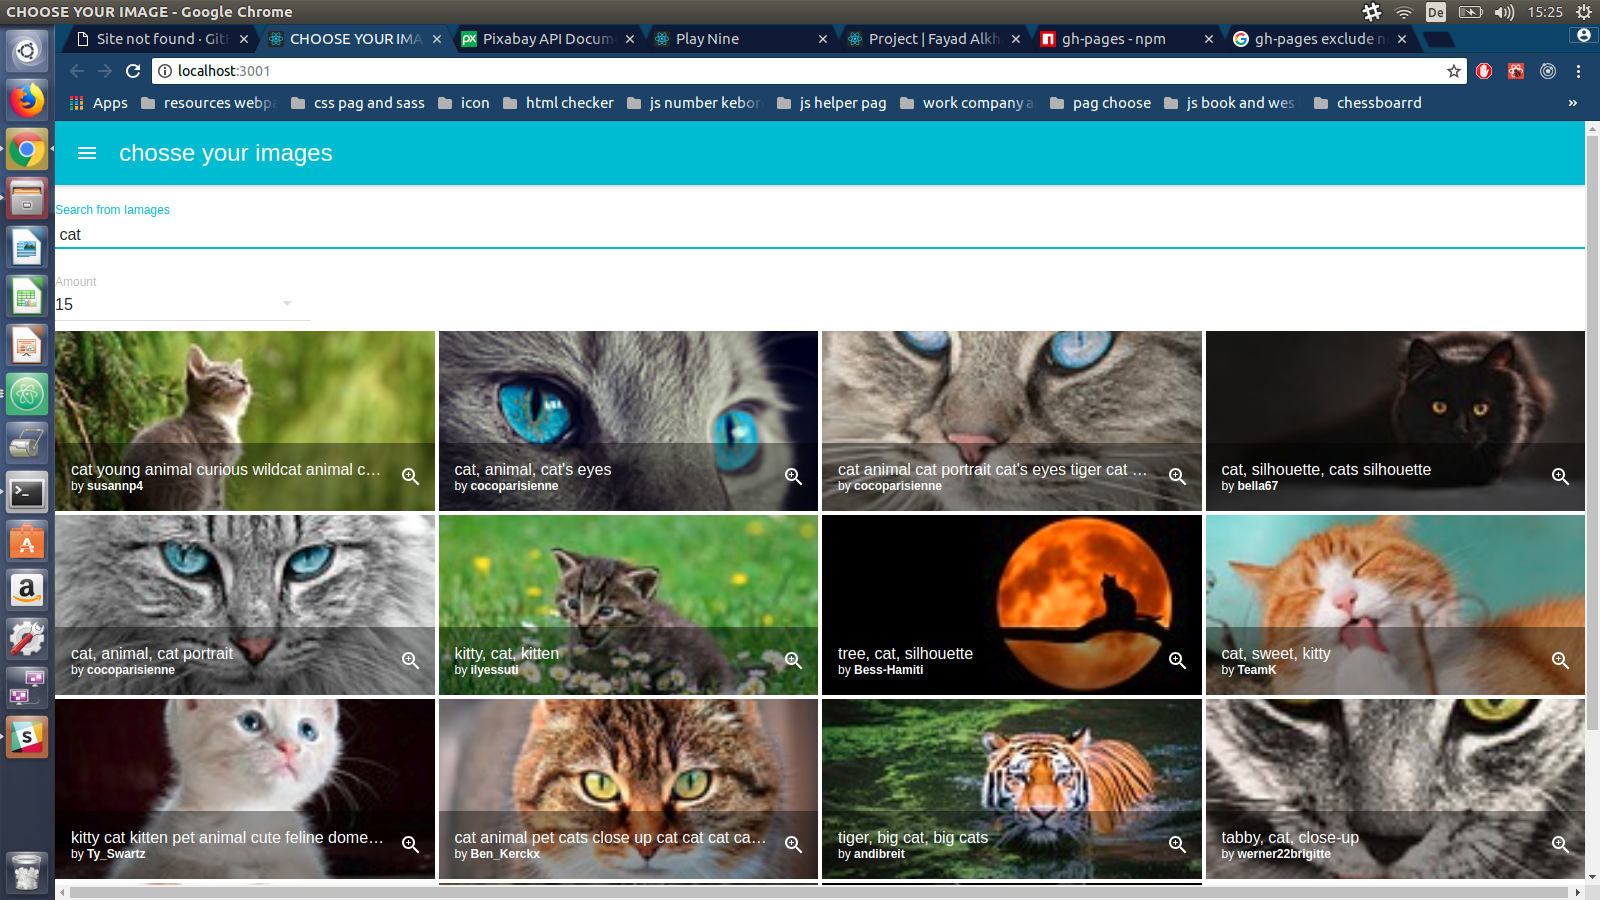 CHOOSE YOUR IMAGE - Google Chrome
De
15:25
Site not found · Git
CHOOSE YOUR IMA
Pixabay API Docum
Play Nine
Project | Fayad Alkh
gh-pages - npm
gh-pages exclude n
localhost:3001
Apps
resources webp
css pag and sass
icon
html checker
js number kebor
js helper pag
work company a
pag choose
js book and wes
chessboarrd
»
chosse your images
Search from Iamages
cat
Amount
15
cat young animal curious wildcat animal c...
by susannp4
cat, animal, cat's eyes
by cocoparisienne
cat animal cat portrait cat's eyes tiger cat ...
by cocoparisienne
cat, silhouette, cats silhouette
by bella67
cat, animal, cat portrait
by cocoparisienne
kitty, cat, kitten
by ilyessuti
tree, cat, silhouette
by Bess-Hamiti
cat, sweet, kitty
by TeamK
kitty cat kitten pet animal cute feline dome...
by Ty_Swartz
cat animal pet cats close up cat cat cat ca...
by Ben_Kerckx
tiger, big cat, big cats
by andibreit
tabby, cat, close-up
by werner22brigitte